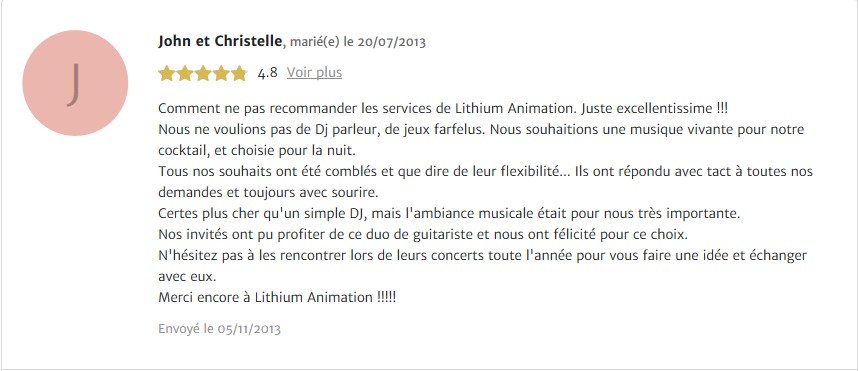 J
John et Christelle, marié(e) le 20/07/2013
4.8 Voir plus
Comment ne pas recommander les services de Lithium Animation. Juste excellentissime !!!
Nous ne voulions pas de Dj parleur, de jeux farfelus. Nous souhaitions une musique vivante pour notre
cocktail, et choisie pour la nuit.
Tous nos souhaits ont été comblés et que dire de leur flexibilité... Ils ont répondu avec tact à toutes nos
demandes et toujours avec sourire.
Certes plus cher qu'un simple DJ, mais l'ambiance musicale était pour nous très importante.
Nos invités ont pu profiter de ce duo de guitariste et nous ont félicité pour ce choix.
N'hésitez pas à les rencontrer lors de leurs concerts toute l'année pour vous faire une idée et échanger
avec eux.
Merci encore à Lithium Animation !!!!!
Envoyé le 05/11/2013